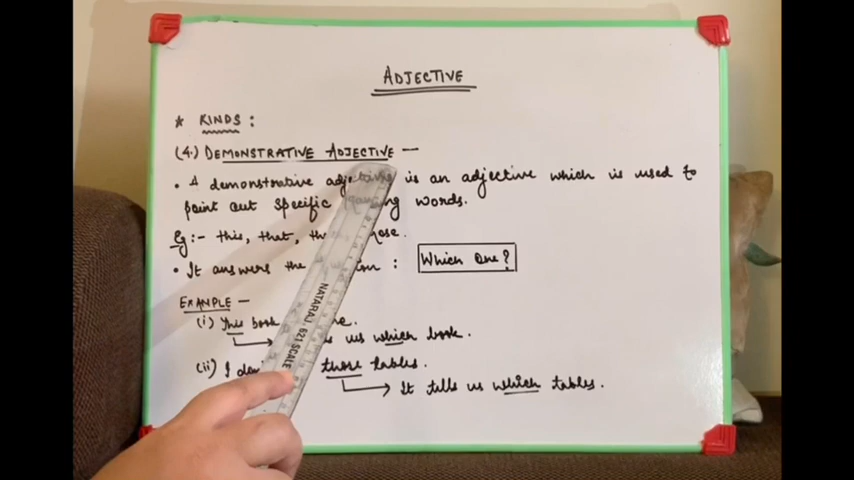 ADJECTIVE
* KINDS :
(4.) DEMONSTRATIVE ADJECTIVE —
• A demonstrative adjective is an adjective which is used to
point out specific words.
Eg :- this, that,
• It answers the : Which One?
EXAMPLE —
(i) This book
us which book.
(ii) I those tables.
It tells us which tables.
NATARAJ 621 SCALE